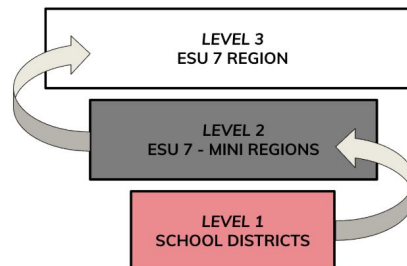 LEVEL 3
ESU 7 REGION
LEVEL 2
ESU 7 - MINI REGIONS
LEVEL 1
SCHOOL DISTRICTS